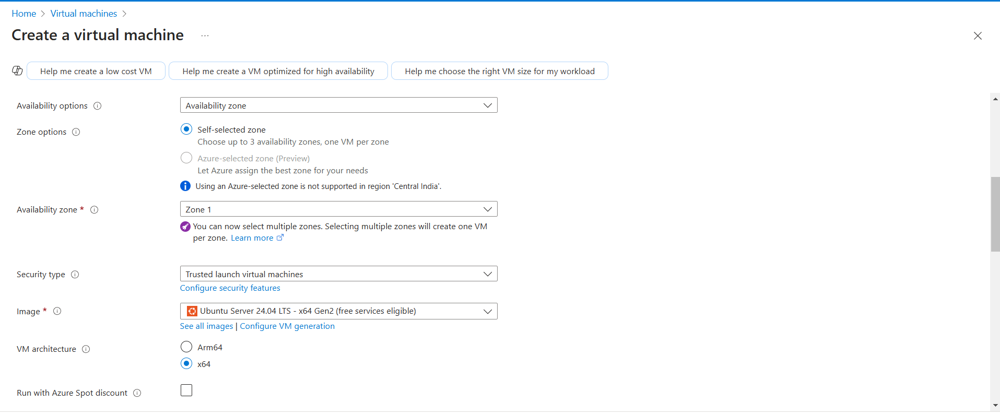 Home > Virtual machines >
Create a virtual machine ...
Help me create a low cost VM
Help me create a VM optimized for high availability
Help me choose the right VM size for my workload
Availability options
Availability zone
Zone options
Self-selected zone
Choose up to 3 availability zones, one VM per zone
Azure-selected zone (Preview)
Let Azure assign the best zone for your needs
Using an Azure-selected zone is not supported in region 'Central India'.
Availability zone *
Zone 1
You can now select multiple zones. Selecting multiple zones will create one VM
per zone. Learn more
Security type
Trusted launch virtual machines
Configure security features
Image *
Ubuntu Server 24.04 LTS - x64 Gen2 (free services eligible)
See all images | Configure VM generation
VM architecture
Arm64
x64
Run with Azure Spot discount